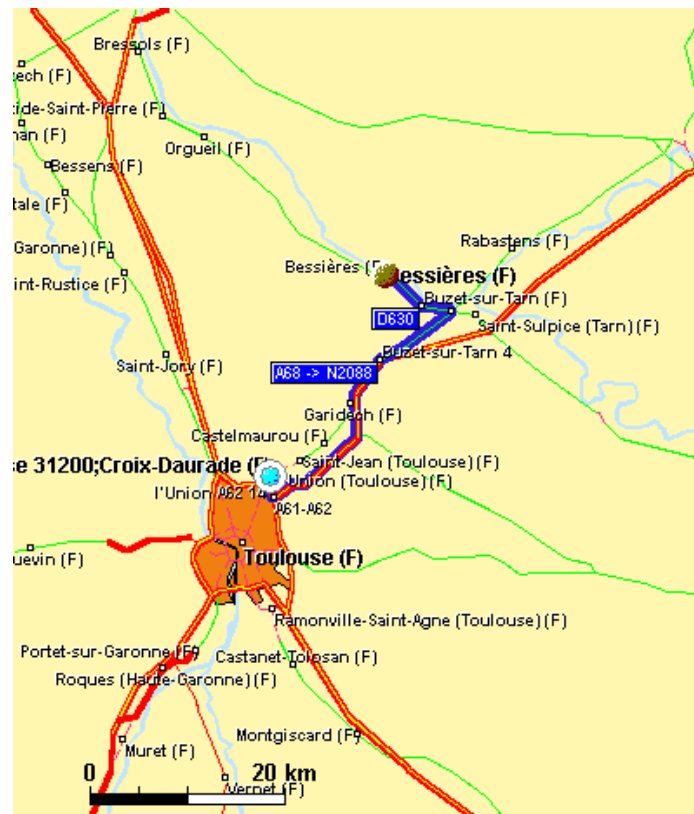 Bressols (F)
ech (F)
ide-Saint-Pierre (F)
nan (F)
Orgueil (F)
Bessens (F)
tale (F)
Rabastens (F)
Garonne) (F)
Bessières (F
essières (F)
int-Rustice (F)
Buzet-sur-Tarn (F)
D630
Saint-Sulpice (Tarn) (F)
Buzet-sur-Tarn 4
Saint-Jory (F)
A68 -> N2088
Garidech (F)
Castelmaurou (F)
se 31200;Croix-Daurade (F)
Saint-Jean (Toulouse) (F)
Union (Toulouse) (F)
l'Union A62 14
A61-A62
uevin (F)
Toulouse (F)
Ramonville-Saint-Agne (Toulouse) (F)
Portet-sur-Garonne (F)
Castanet-Tolosan (F)
Roques (Haute-Garonne) (F)
Montgiscard (F)
Muret (F)
0 20 km
Vernet (F)